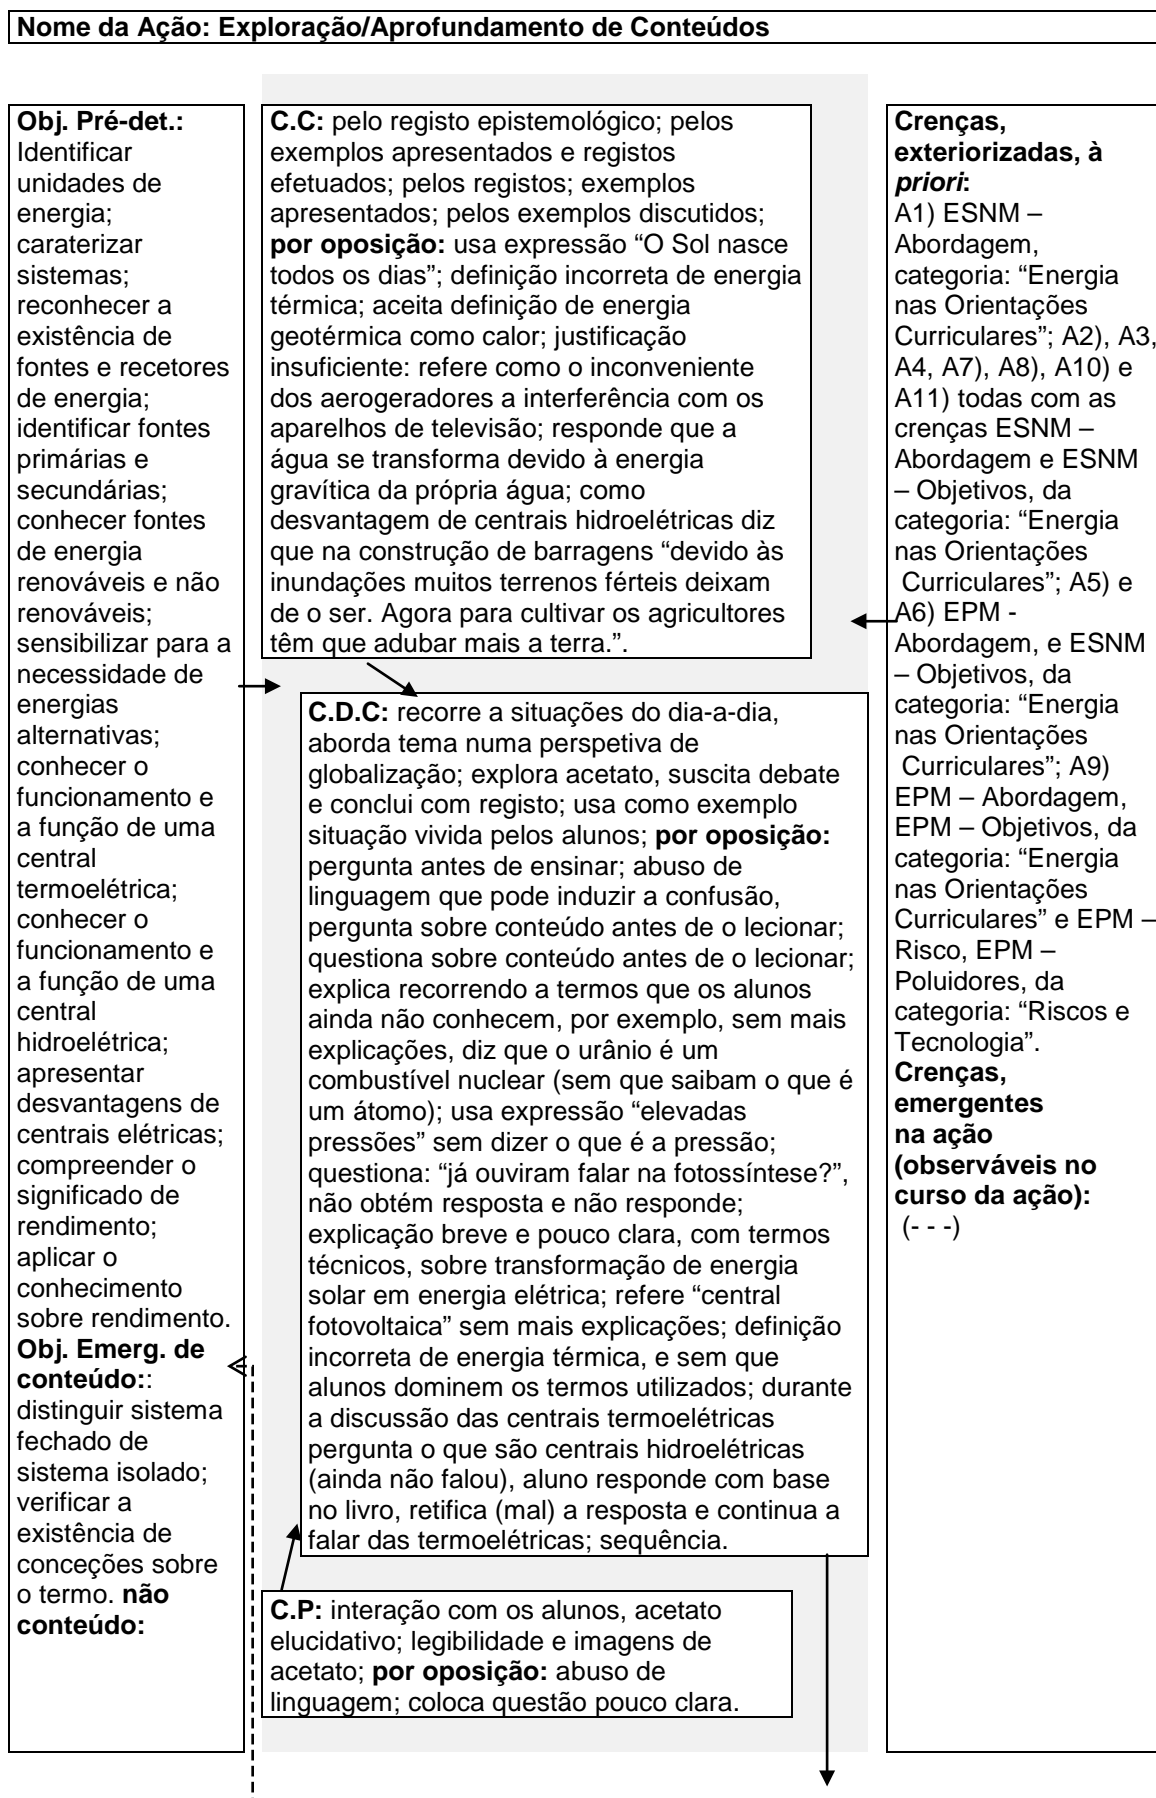 Nome da Ação: Exploração/Aprofundamento de Conteúdos
Obj. Pré-det.:
Identificar
unidades de
energia;
caraterizar
sistemas;
reconhecer a
existência de
fontes e recetores
de energia;
identificar fontes
primárias e
secundárias;
conhecer fontes
de energia
renováveis e não
renováveis;
sensibilizar para a
necessidade de
energias
alternativas;
conhecer o
funcionamento e
a função de uma
central
termoelétrica;
conhecer o
funcionamento e
a função de uma
central
hidroelétrica;
apresentar
desvantagens de
centrais elétricas;
compreender o
significado de
rendimento;
aplicar o
conhecimento
sobre rendimento.
Obj. Emerg. de
conteúdo::
distinguir sistema
fechado de
sistema isolado;
verificar a
existência de
conceções sobre
o termo. não
conteúdo:
C.C: pelo registo epistemológico; pelos
exemplos apresentados e registos
efetuados; pelos registos; exemplos
apresentados; pelos exemplos discutidos;
por oposição: usa expressão “O Sol nasce
todos os dias”; definição incorreta de energia
térmica; aceita definição de energia
geotérmica como calor; justificação
insuficiente: refere como o inconveniente
dos aerogeradores a interferência com os
aparelhos de televisão; responde que a
água se transforma devido à energia
gravítica da própria água; como
desvantagem de centrais hidroelétricas diz
que na construção de barragens “devido às
inundações muitos terrenos férteis deixam
de o ser. Agora para cultivar os agricultores
têm que adubar mais a terra.”.
C.D.C: recorre a situações do dia-a-dia,
aborda tema numa perspetiva de
globalização; explora acetato, suscita debate
e conclui com registo; usa como exemplo
situação vivida pelos alunos; por oposição:
pergunta antes de ensinar; abuso de
linguagem que pode induzir a confusão,
pergunta sobre conteúdo antes de o lecionar;
questiona sobre conteúdo antes de o lecionar;
explica recorrendo a termos que os alunos
ainda não conhecem, por exemplo, sem mais
explicações, diz que o urânio é um
combustível nuclear (sem que saibam o que é
um átomo); usa expressão “elevadas
pressões” sem dizer o que é a pressão;
questiona: “já ouviram falar na fotossíntese?”,
não obtém resposta e não responde;
explicação breve e pouco clara, com termos
técnicos, sobre transformação de energia
solar em energia elétrica; refere “central
fotovoltaica” sem mais explicações; definição
incorreta de energia térmica, e sem que
alunos dominem os termos utilizados; durante
a discussão das centrais termoelétricas
pergunta o que são centrais hidroelétricas
(ainda não falou), aluno responde com base
no livro, retifica (mal) a resposta e continua a
falar das termoelétricas; sequência.
C.P: interação com os alunos, acetato
elucidativo; legibilidade e imagens de
acetato; por oposição: abuso de
linguagem; coloca questão pouco clara.
Crenças,
exteriorizadas, à
priori:
A1) ESNM –
Abordagem,
categoria: “Energia
nas Orientações
Curriculares”; A2), A3,
A4, A7), A8), A10) e
A11) todas com as
crenças ESNM –
Abordagem e ESNM
– Objetivos, da
categoria: “Energia
nas Orientações
Curriculares”; A5) e
A6) EPM -
Abordagem, e ESNM
– Objetivos, da
categoria: “Energia
nas Orientações
Curriculares”; A9)
EPM – Abordagem,
EPM – Objetivos, da
categoria: “Energia
nas Orientações
Curriculares” e EPM –
Risco, EPM –
Poluidores, da
categoria: “Riscos e
Tecnologia”.
Crenças,
emergentes
na ação
(observáveis no
curso da ação):
(- - -)